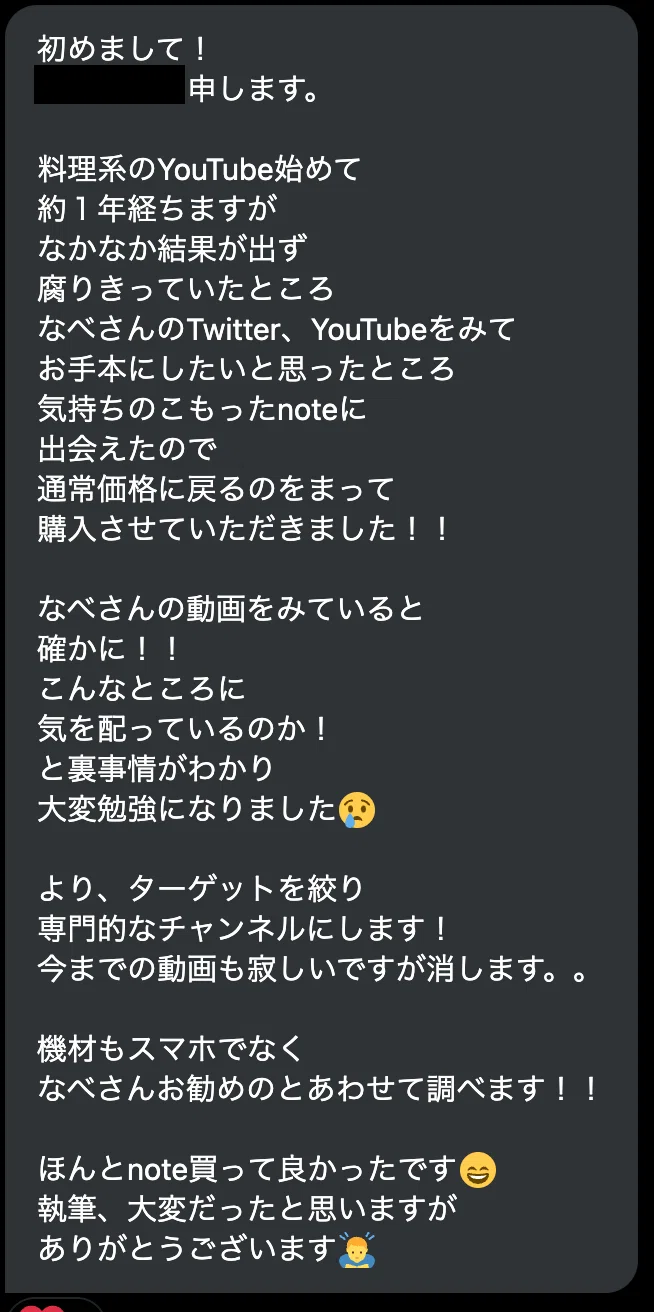 初めまして！
申します。
料理系のYouTube始めて
約１年経ちますが
なかなか結果が出ず
腐りきっていたところ
なべさんのTwitter、YouTubeをみて
お手本にしたいと思ったところ
気持ちのこもったnoteに
出会えたので
通常価格に戻るのをまって
購入させていただきました！！
なべさんの動画をみていると
確かに！！
こんなところに
気を配っているのか！
と裏事情がわかり
大変勉強になりました😢
より、ターゲットを絞り
専門的なチャンネルにします！
今までの動画も寂しいですが消します。。
機材もスマホでなく
なべさんお勧めのとあわせて調べます！！
ほんとnote買って良かったです😄
執筆、大変だったと思いますが
ありがとうございます🙇‍♂️